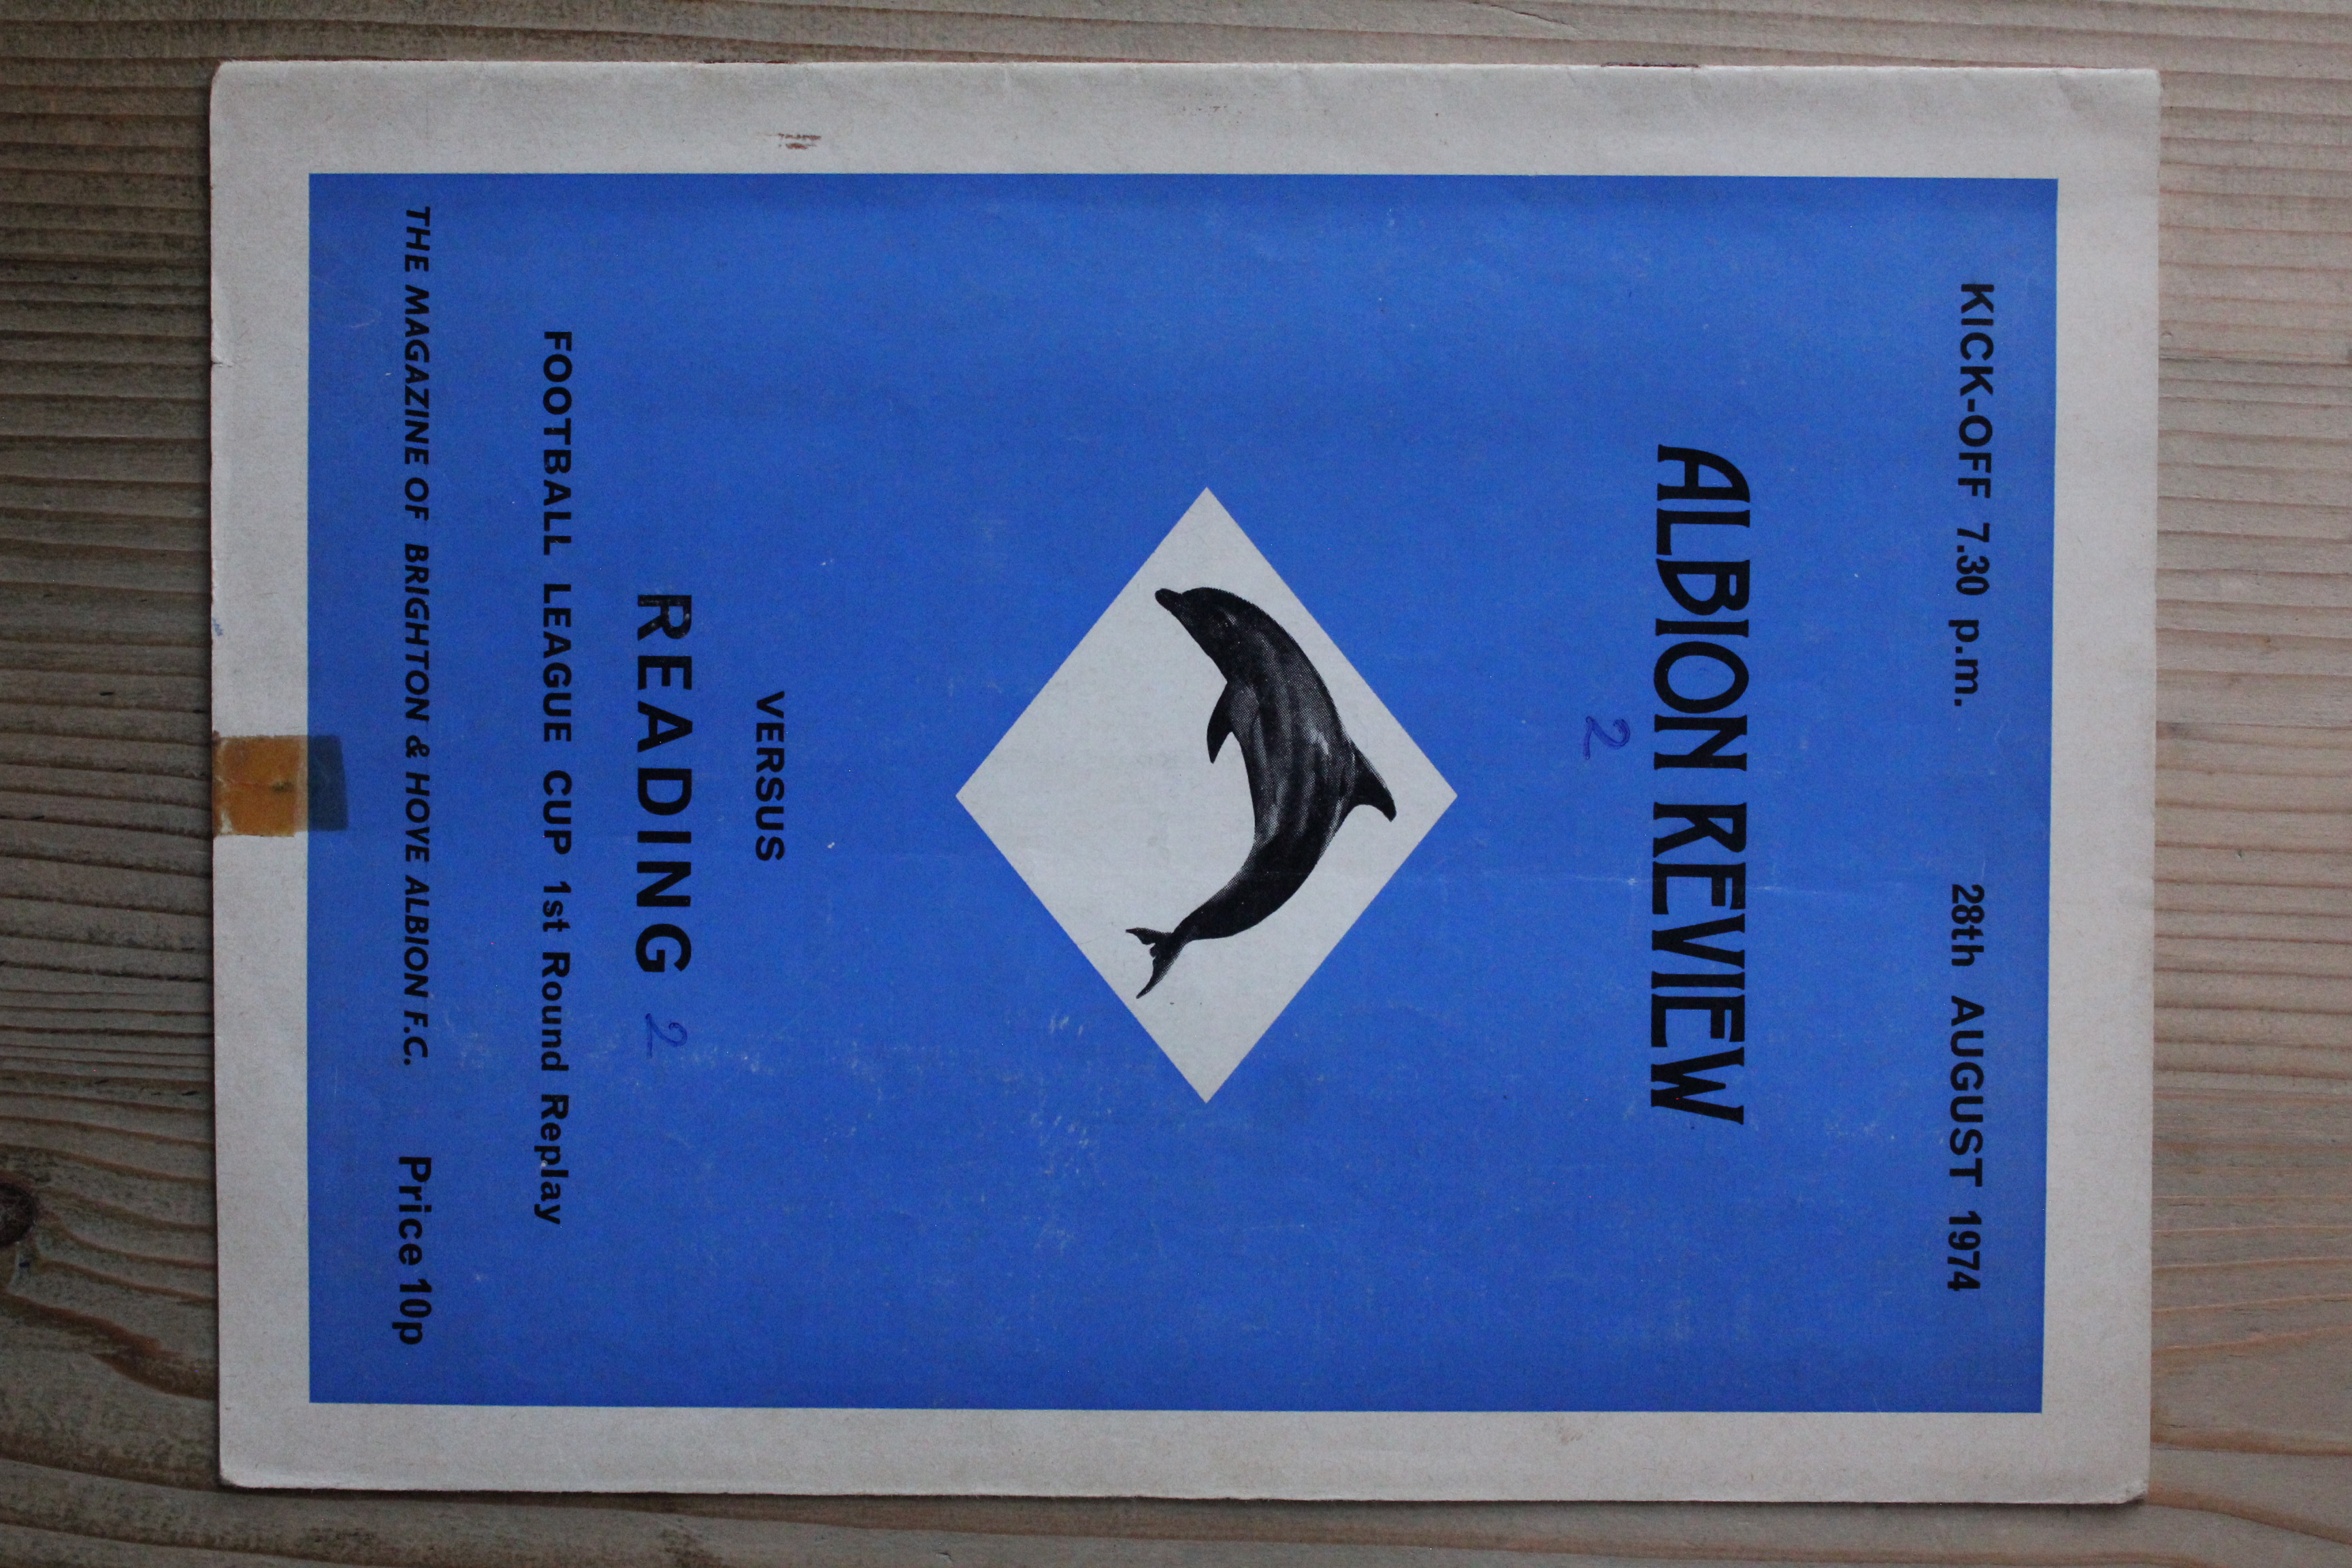 KICK-OFF 7.30 p.m. 28th AUGUST 1974
ALBION REVIEW
2
VERSUS
READING 2
FOOTBALL LEAGUE CUP 1st Round Replay
THE MAGAZINE OF BRIGHTON & HOVE ALBION F.C. Price 10p